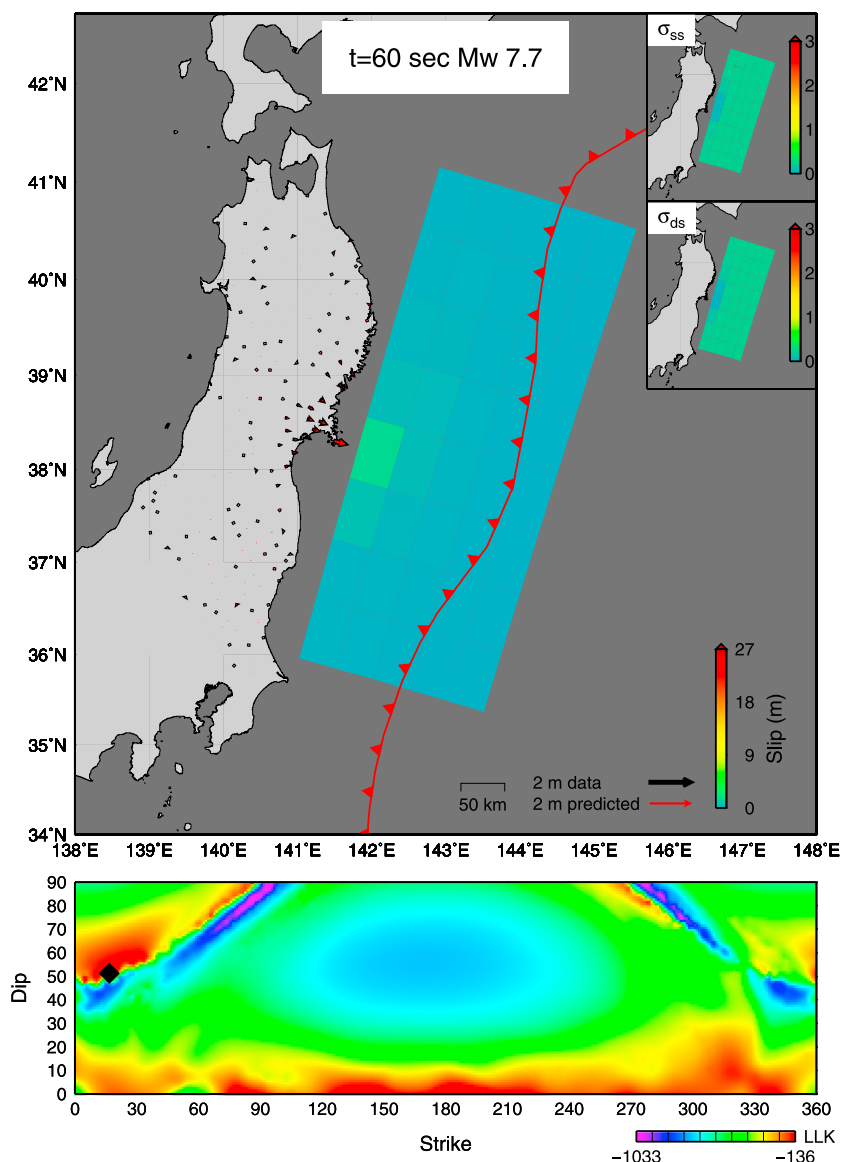 t=60 sec Mw 7.7
σss
3
2
1
0
σds
3
2
1
0
42°N
41°N
40°N
39°N
38°N
37°N
36°N
35°N
34°N
27
18
9
0
Slip (m)
50 km
2 m data
2 m predicted
138°E 139°E 140°E 141°E 142°E 143°E 144°E 145°E 146°E 147°E 148°E
90
80
70
60
50
40
30
20
10
0
Dip
0 30 60 90 120 150 180 210 240 270 300 330 360
Strike
LLK
−1033 −136